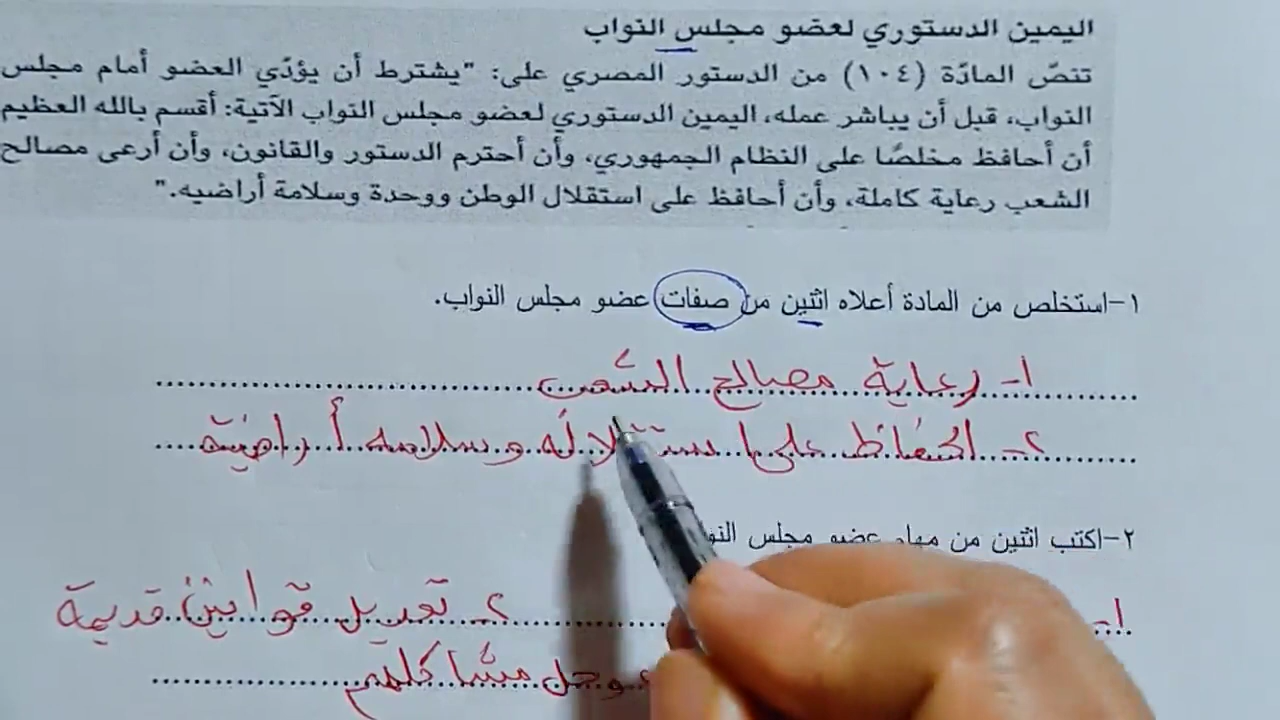 اليمين الدستوري لعضو مجلس النواب
تنصّ المادّة (١٠٤) من الدستور المصري على: "يشترط أن يؤدّي العضو أمام مجلس
النواب، قبل أن يباشر عمله، اليمين الدستوري لعضو مجلس النواب الآتية: أقسم بالله العظيم
أن أحافظ مخلصًا على النظام الجمهوري، وأن أحترم الدستور والقانون، وأن أرعى مصالح
الشعب رعاية كاملة، وأن أحافظ على استقلال الوطن ووحدة وسلامة أراضيه."
١-استخلص من المادة أعلاه اثنين من صفات عضو مجلس النواب.
١- رعاية مصالح الشعب
٢- الحفاظ على استقلاله وسلامه أراضية
٢-اكتب اثنين من مهام عضو مجلس
١- ٢- تعديل قوانين قديمة
وحل مشاكلهم